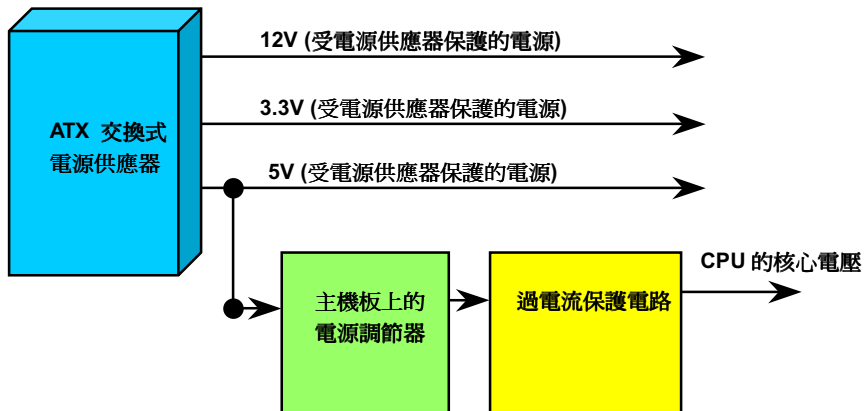 12V (受電源供應器保護的電源)
3.3V (受電源供應器保護的電源)
ATX 交換式
電源供應器
5V (受電源供應器保護的電源)
CPU 的核心電壓
主機板上的
電源調節器
過電流保護電路